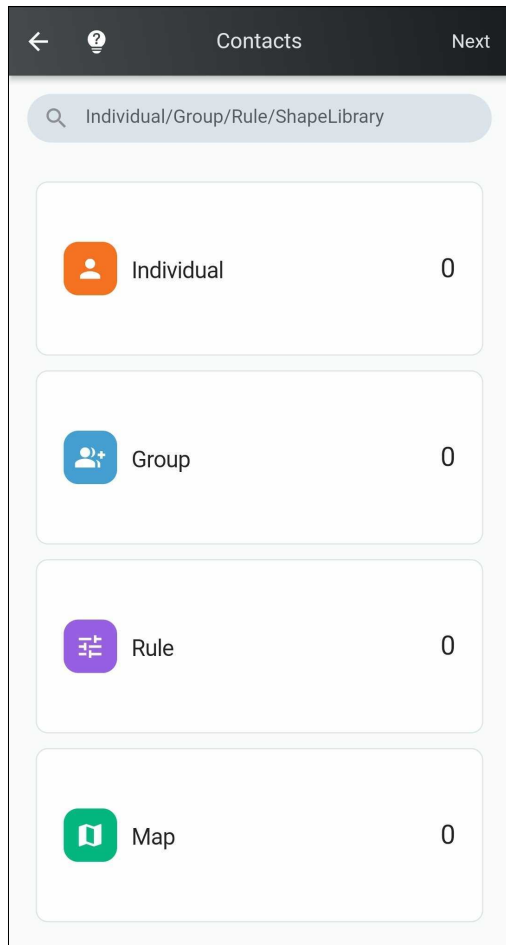 Contacts
Next
Individual/Group/Rule/ShapeLibrary
Individual 0
Group 0
Rule 0
Map 0